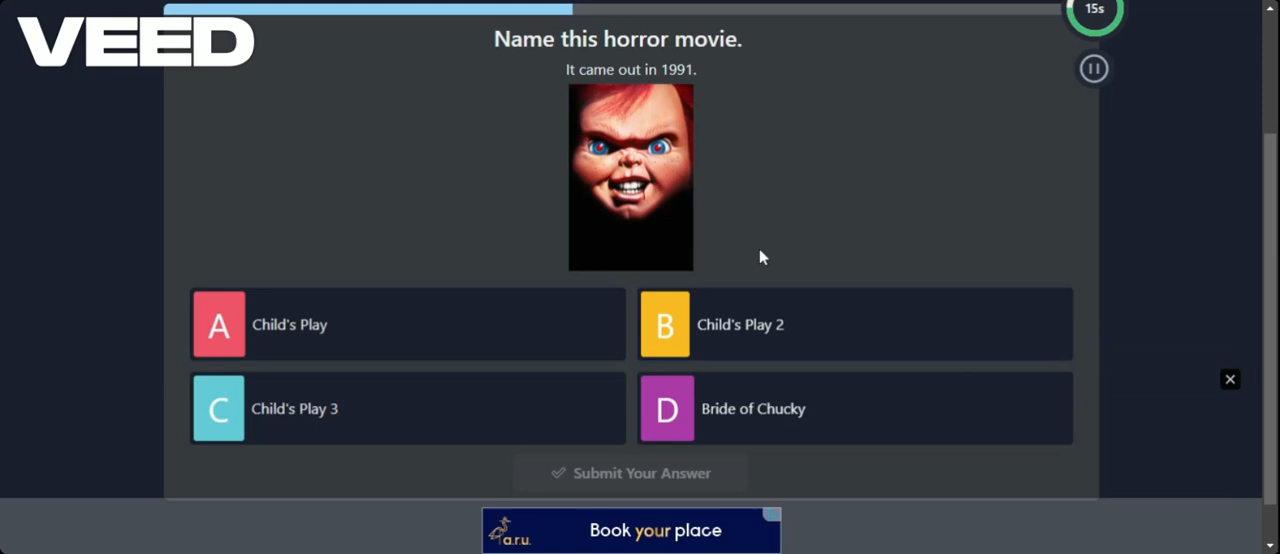 VEED
15s
Name this horror movie.
It came out in 1991.
A Child's Play
B Child's Play 2
C Child's Play 3
D Bride of Chucky
Submit Your Answer
a.r.u. Book your place